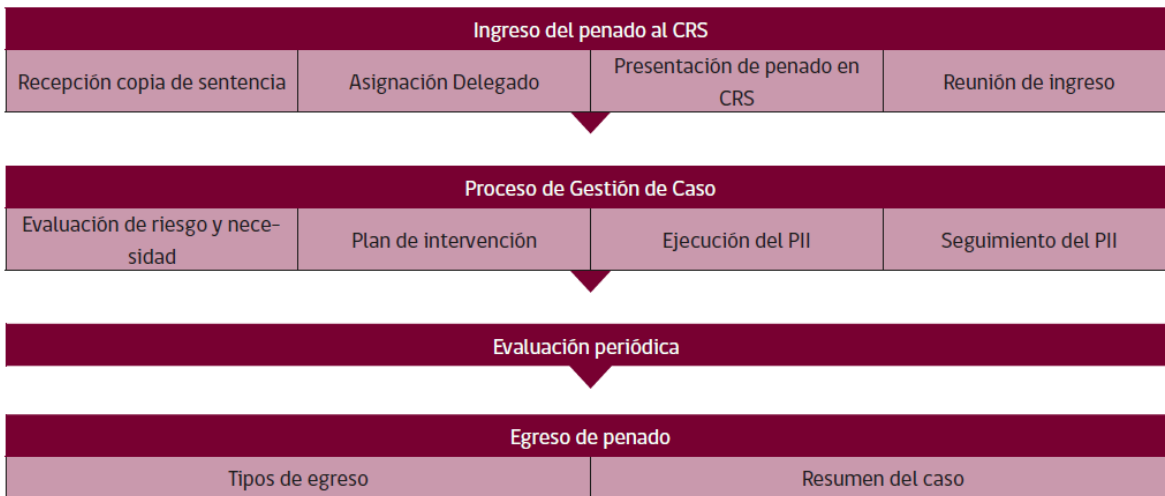 Ingreso del penado al CRS
Recepción copia de sentencia
Asignación Delegado
Presentación de penado en
CRS
Reunión de ingreso
Proceso de Gestión de Caso
Evaluación de riesgo y nece-
sidad
Plan de intervención
Ejecución del PII
Seguimiento del PII
Evaluación periódica
Egreso de penado
Tipos de egreso
Resumen del caso